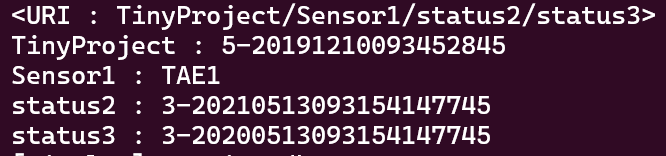 <URI : TinyProject/Sensor1/status2/status3>
TinyProject : 5-20191210093452845
Sensor1 : TAE1
status2 : 3-20210513093154147745
status3 : 3-20200513093154147745